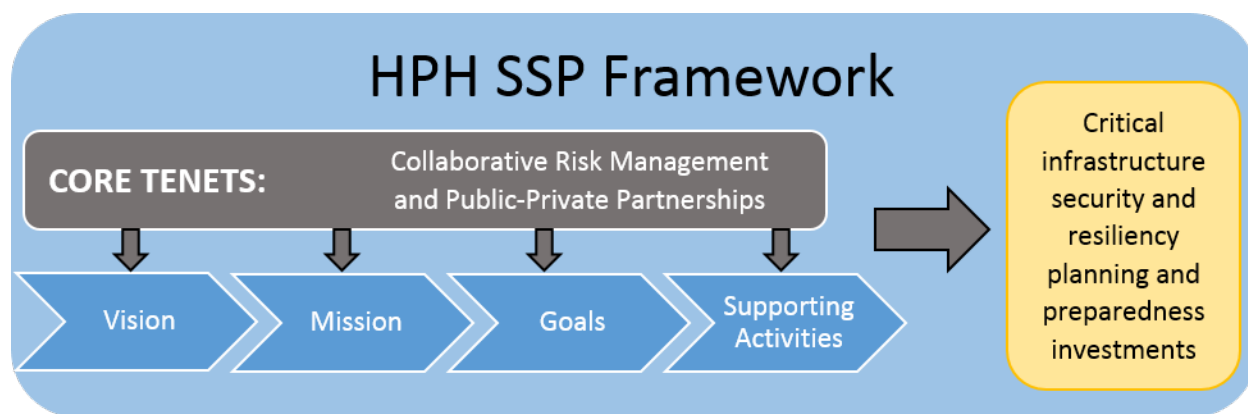 HPH SSP Framework
CORE TENETS:
Collaborative Risk Management
and Public-Private Partnerships
Vision
Mission
Goals
Supporting
Activities
Critical
infrastructure
security and
resiliency
planning and
preparedness
investments